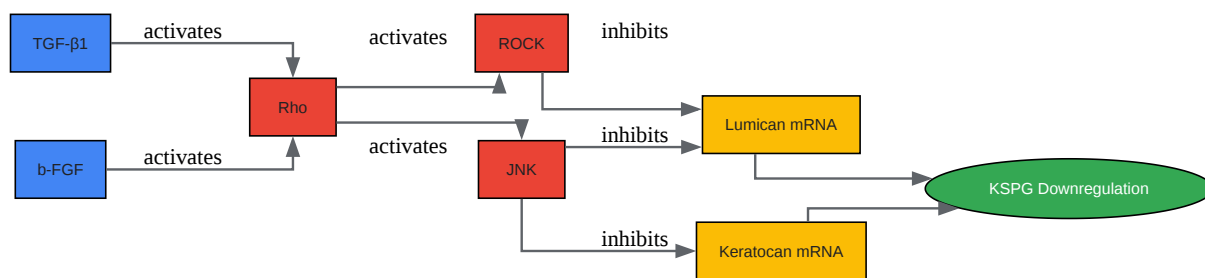 TGF-β1
activates
activates
ROCK
inhibits
Rho
Lumican mRNA
b-FGF
activates
activates
JNK
inhibits
KSPG Downregulation
inhibits
Keratocan mRNA